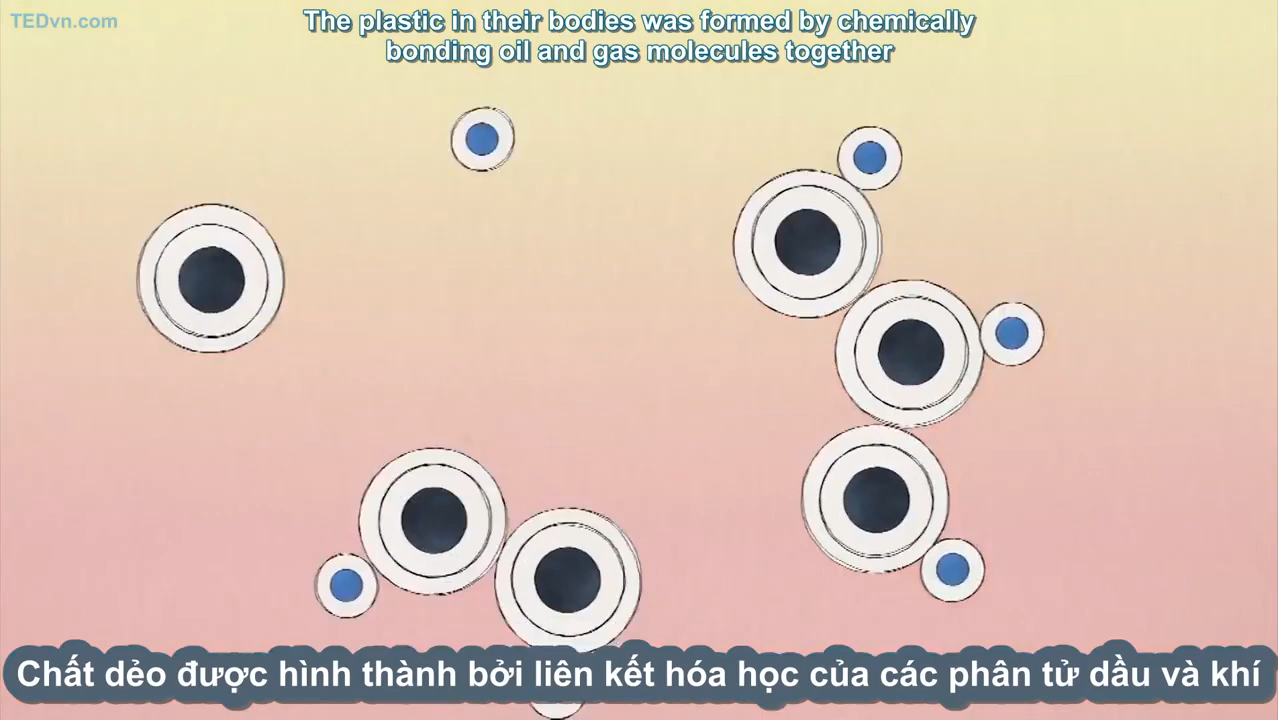 TEDvn.com
The plastic in their bodies was formed by chemically
bonding oil and gas molecules together
Chất dẻo được hình thành bởi liên kết hóa học của các phân tử dầu và khí